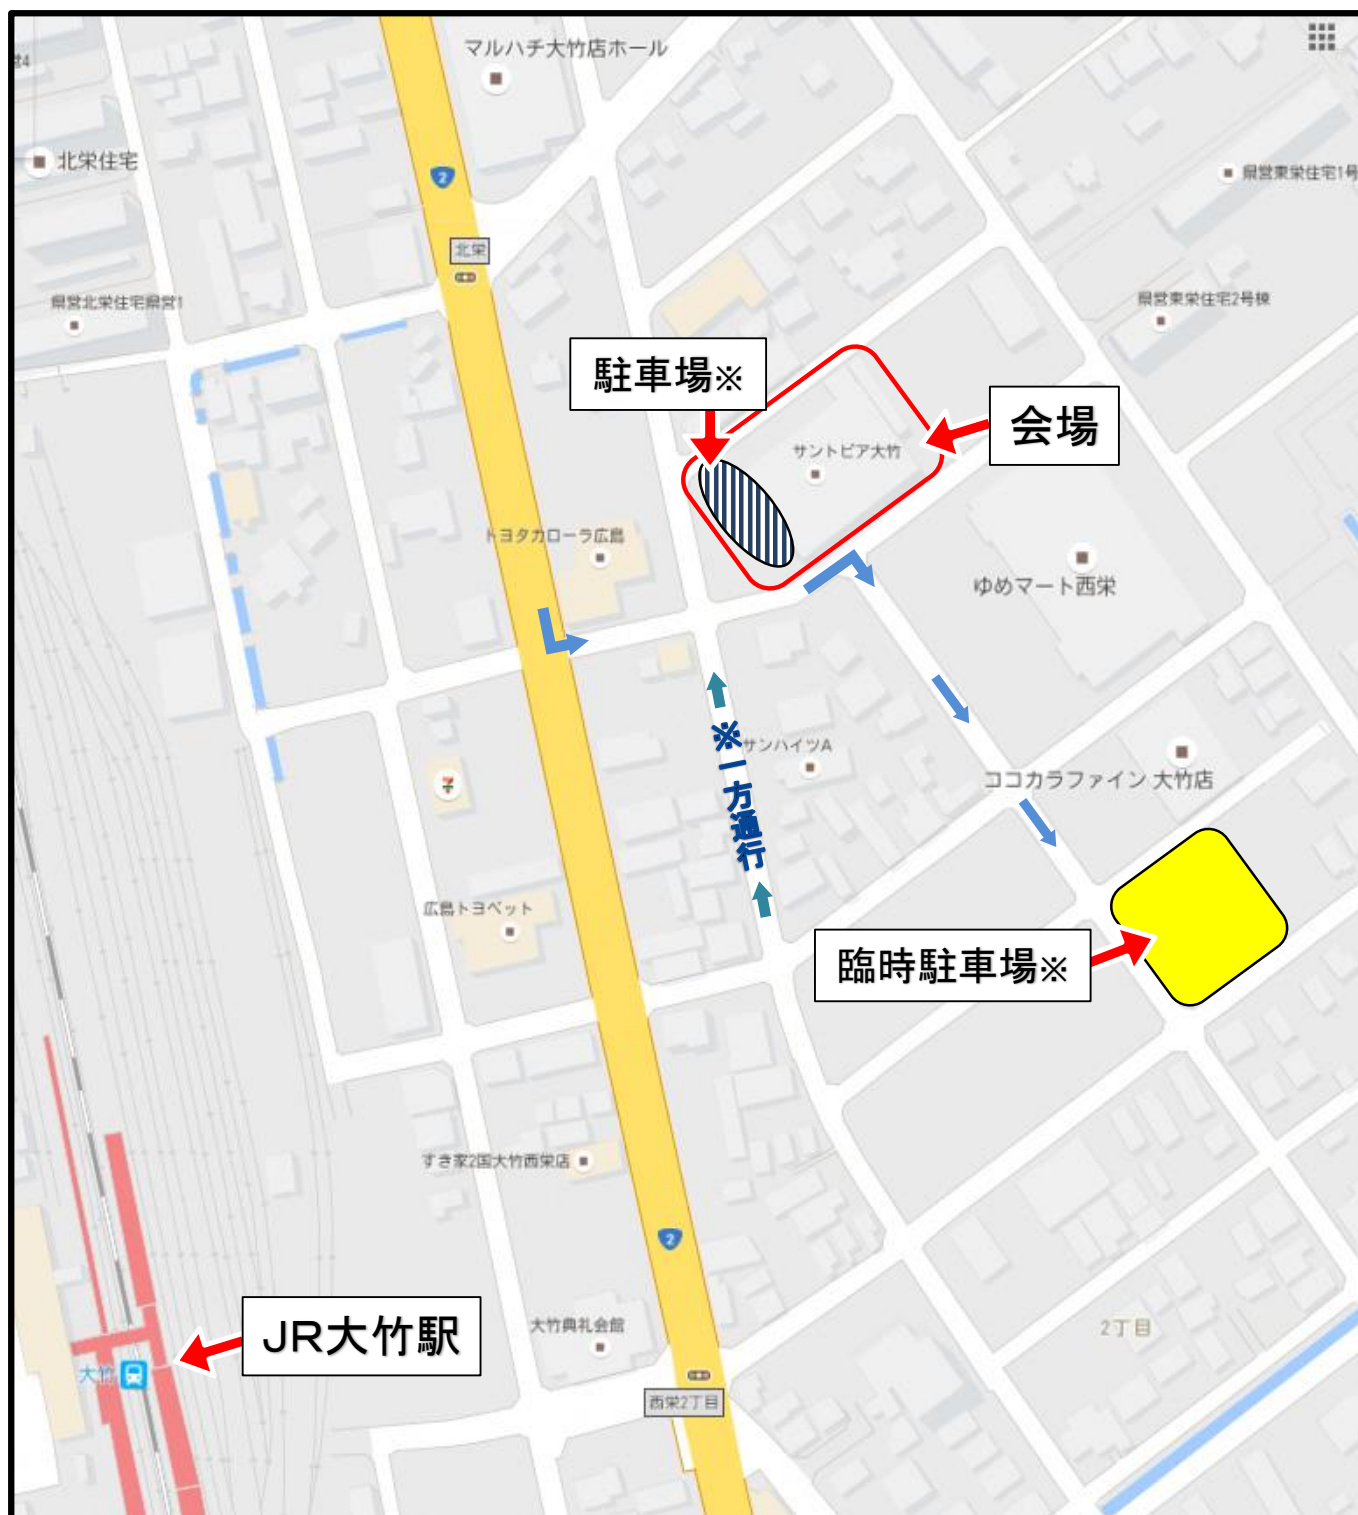 マルハチ大竹店ホール
北栄住宅
2
県営東栄住宅1号
北栄
県営北栄住宅県営1
県営東栄住宅2号棟
駐車場※
会場
サントピア大竹
トヨタカローラ広島
ゆめマート西栄
サンハイツA
※一方通行
ココカラファイン 大竹店
広島トヨペット
臨時駐車場※
すき家2国大竹西栄店
2
JR大竹駅
大竹典礼会館
2丁目
大竹
西栄2丁目